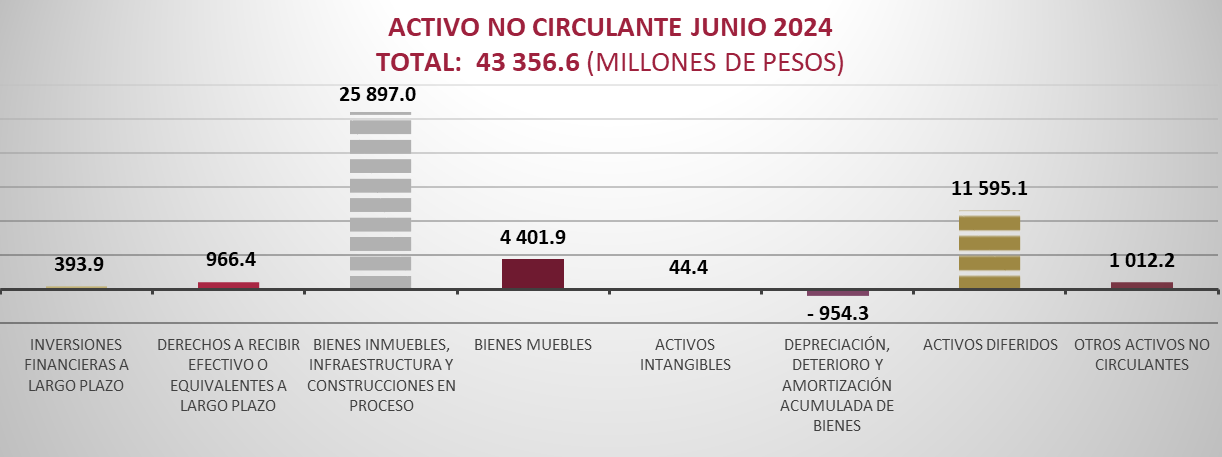 ACTIVO NO CIRCULANTE JUNIO 2024
TOTAL: 43 356.6 (MILLONES DE PESOS)
25 897.0
11 595.1
4 401.9
966.4
393.9
44.4
1 012.2
- 954.3
INVERSIONES
FINANCIERAS A
LARGO PLAZO
DERECHOS A RECIBIR
EFECTIVO O
EQUIVALENTES A
LARGO PLAZO
BIENES INMUEBLES,
INFRAESTRUCTURA Y
CONSTRUCCIONES EN
PROCESO
BIENES MUEBLES
ACTIVOS
INTANGIBLES
DEPRECIACIÓN,
DETERIORO Y
AMORTIZACIÓN
ACUMULADA DE
BIENES
ACTIVOS DIFERIDOS
OTROS ACTIVOS NO
CIRCULANTES